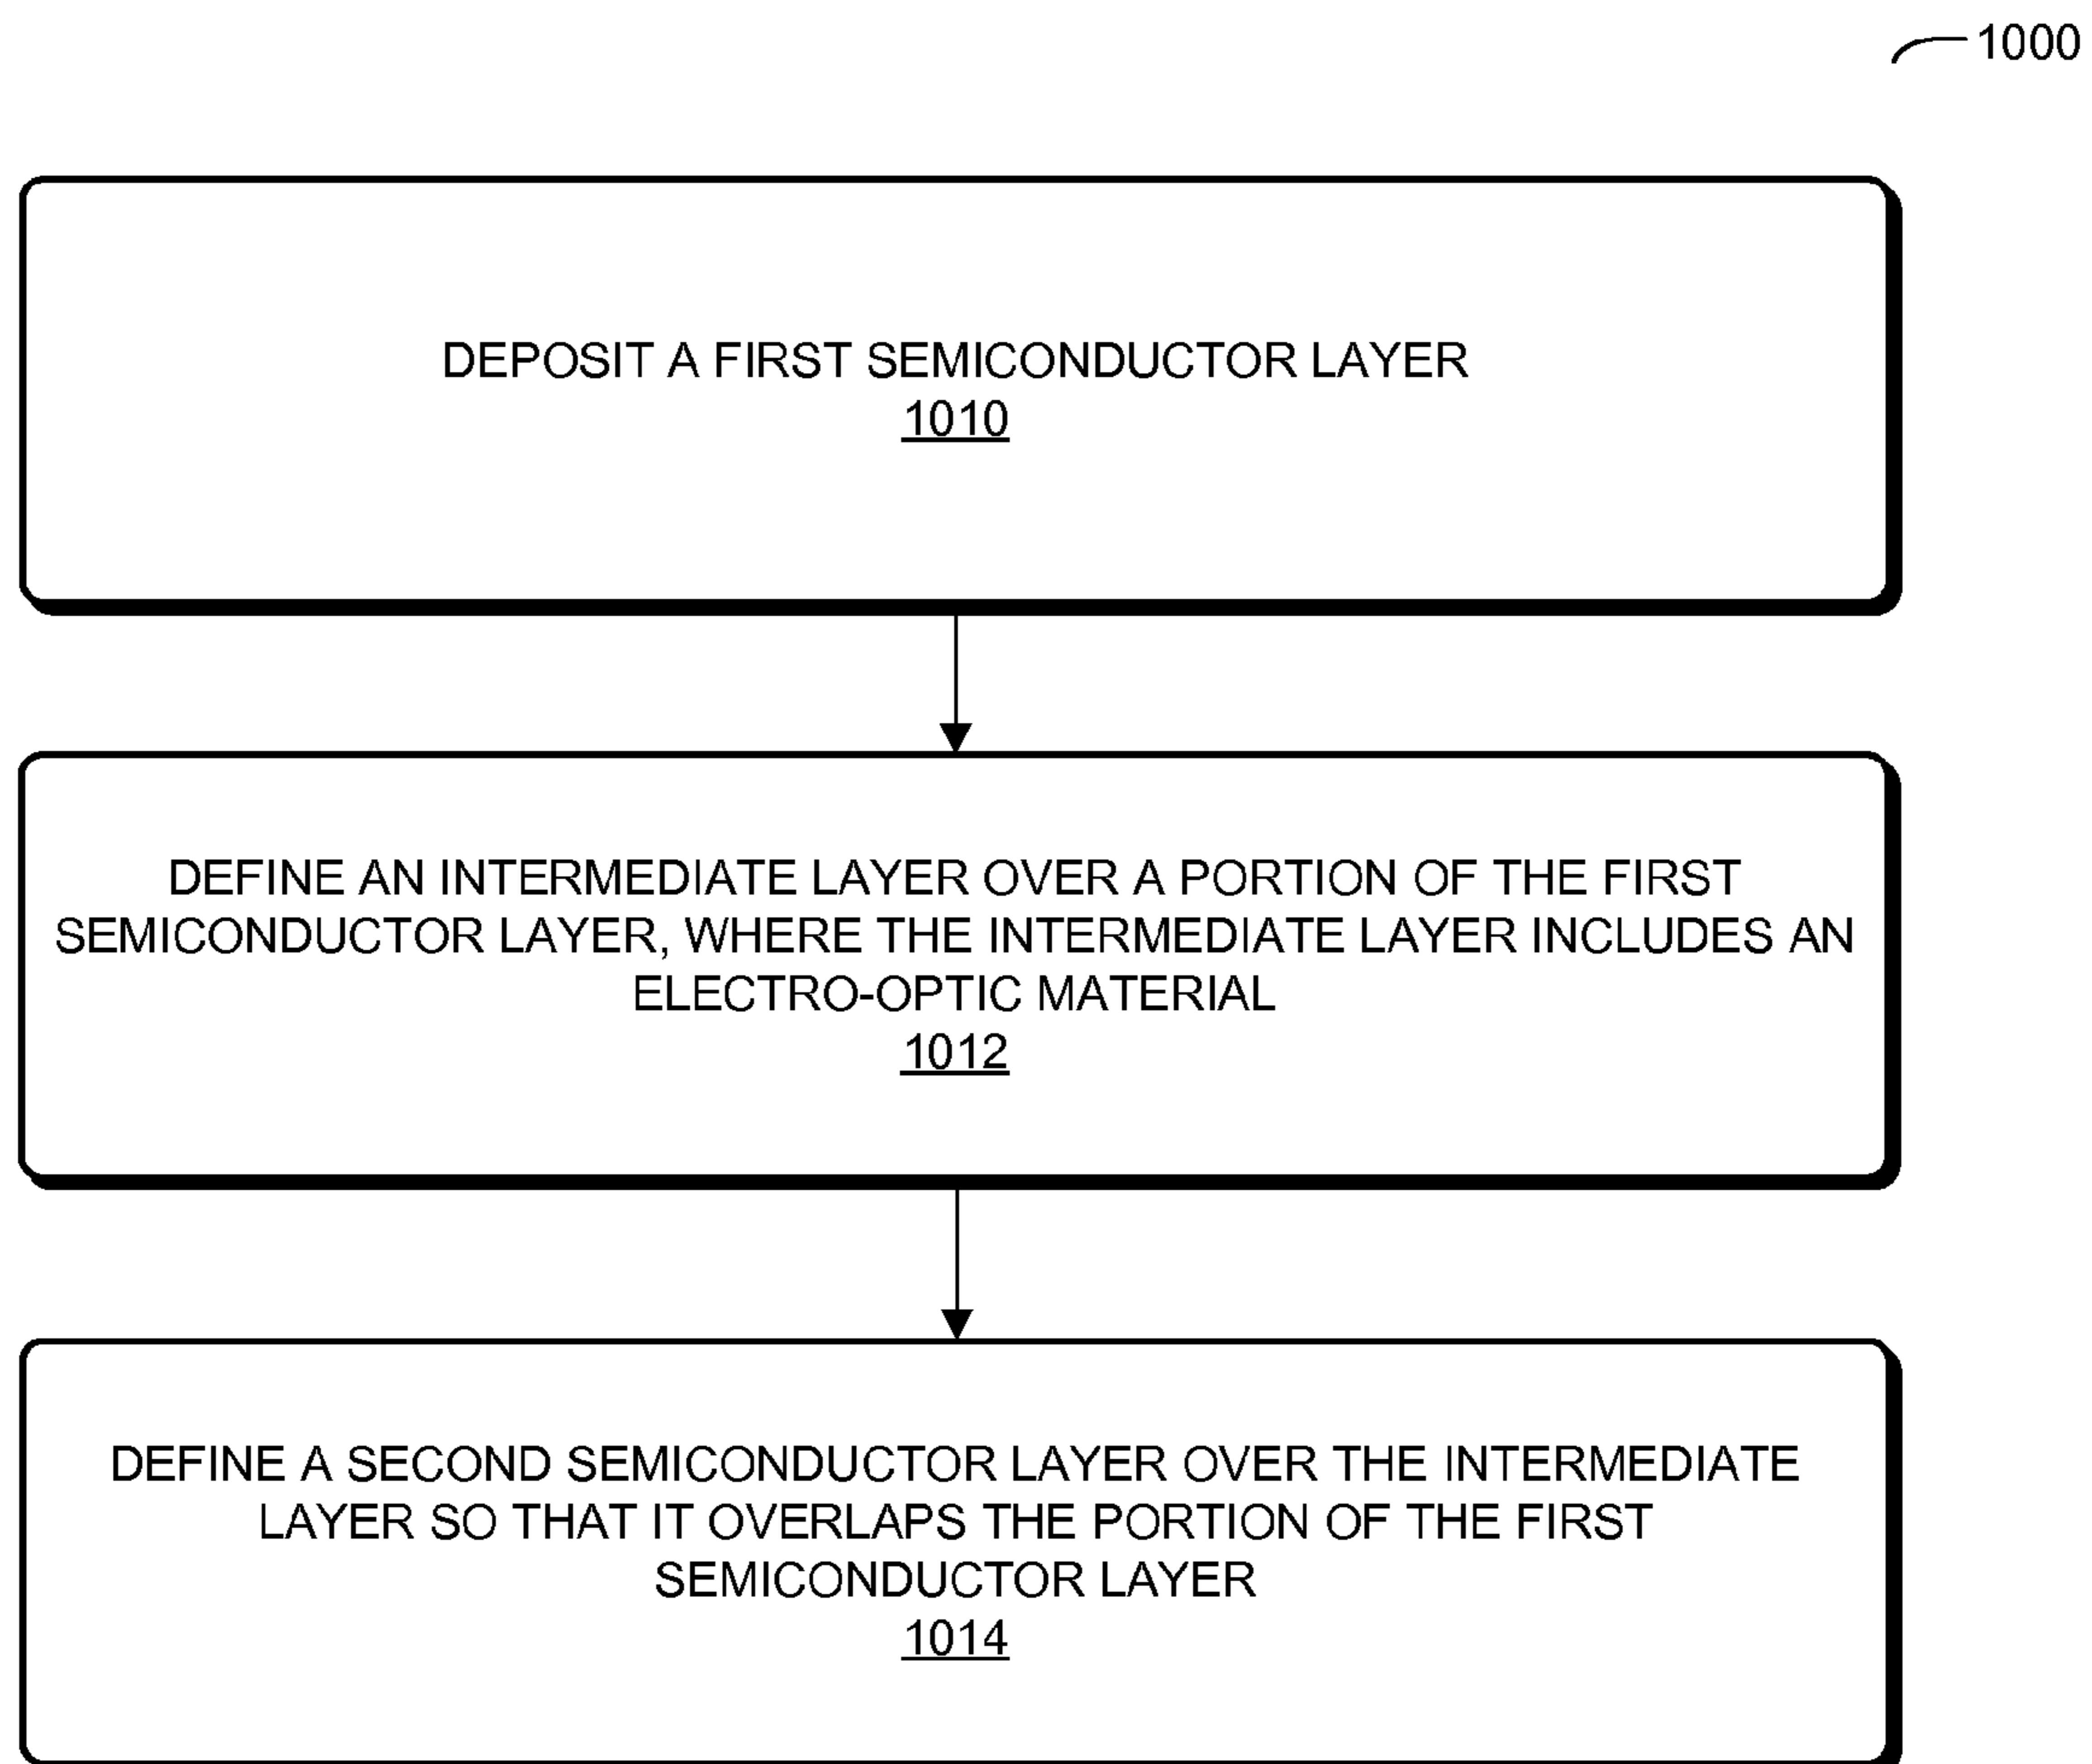 1000
DEPOSIT A FIRST SEMICONDUCTOR LAYER
1010
DEFINE AN INTERMEDIATE LAYER OVER A PORTION OF THE FIRST
SEMICONDUCTOR LAYER, WHERE THE INTERMEDIATE LAYER INCLUDES AN
ELECTRO-OPTIC MATERIAL
1012
DEFINE A SECOND SEMICONDUCTOR LAYER OVER THE INTERMEDIATE
LAYER SO THAT IT OVERLAPS THE PORTION OF THE FIRST
SEMICONDUCTOR LAYER
1014